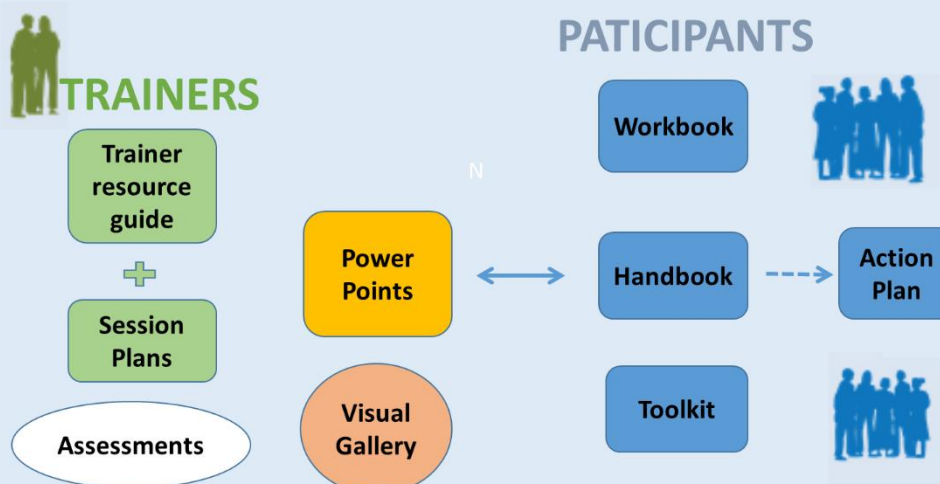 PATICIPANTS
TRAINERS
Trainer
resource
guide
Session
Plans
Assessments
N
Power
Points
Visual
Gallery
Workbook
Handbook
Toolkit
Action
Plan